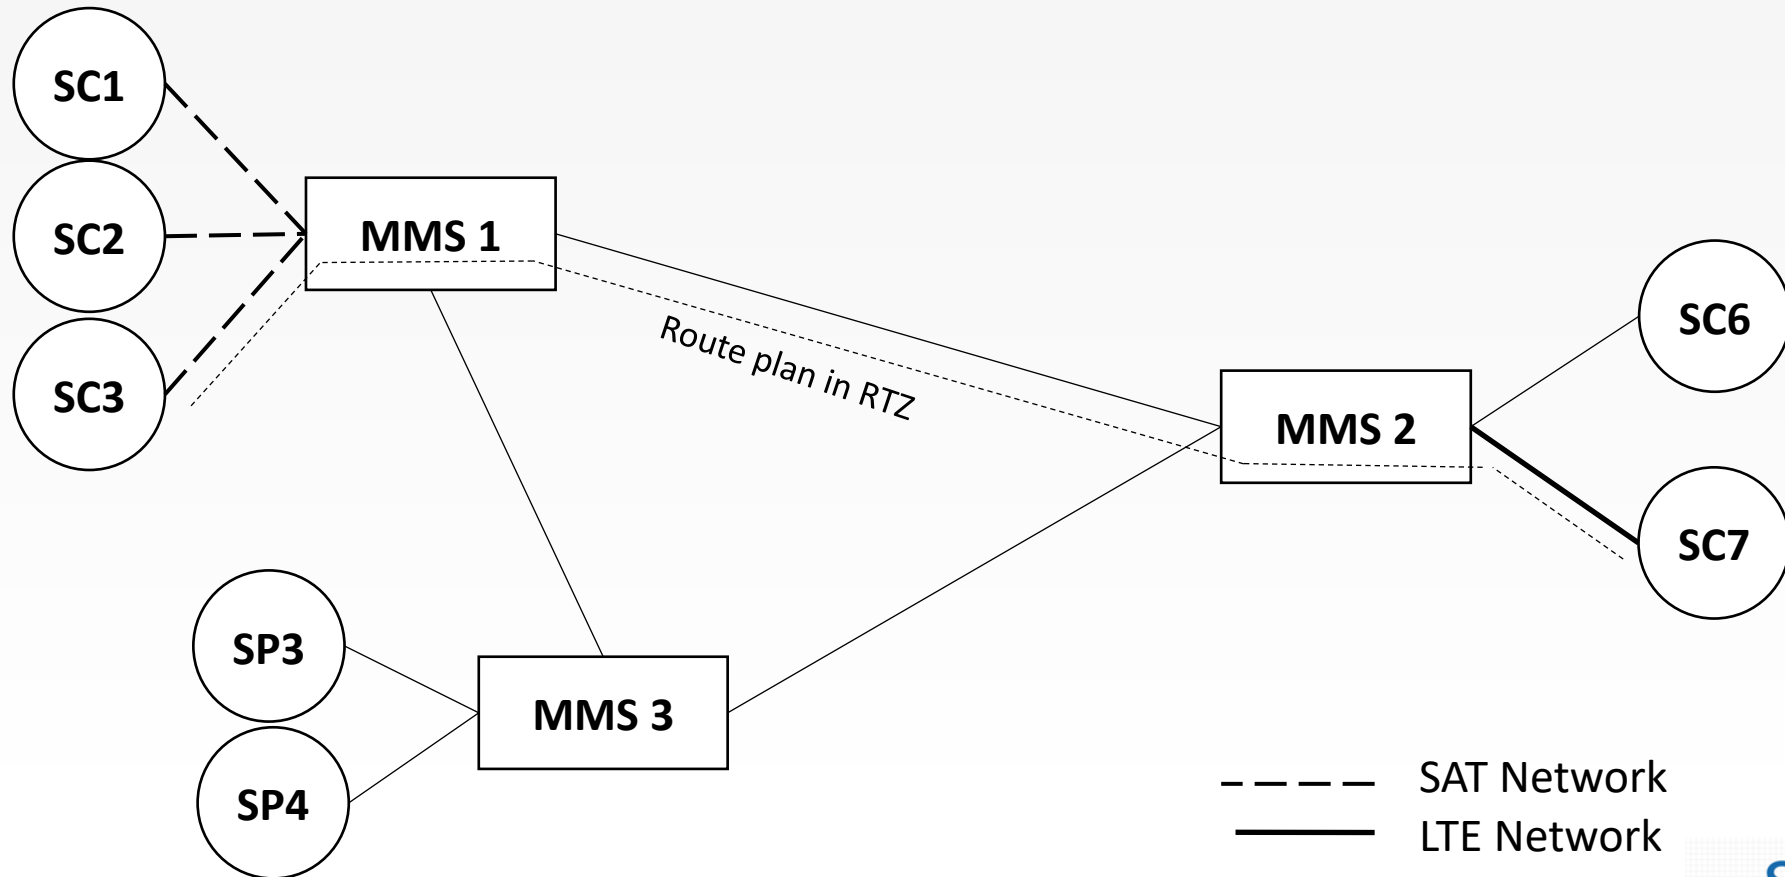 SC1
SC2
SC3
MMS 1
Route plan in RTZ
MMS 2
SC6
SC7
SP3
SP4
MMS 3
SAT Network
LTE Network